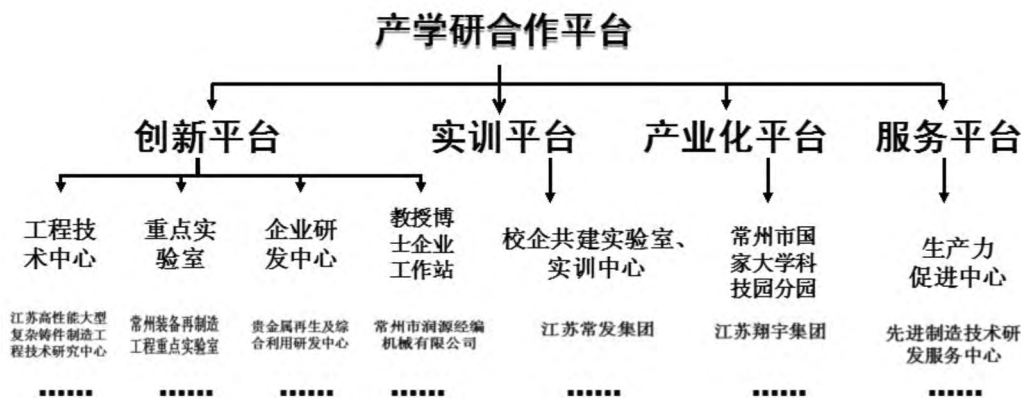 产学研合作平台
创新平台
实训平台
产业化平台
服务平台
工程技
术中心
重点实
验室
企业研
发中心
教授博
士企业
工作站
校企共建实验室、
实训中心
常州市国
家大学科
技园分园
生产力
促进中心
江苏高性能大型
复杂铸件制造工
程技术研究中心
常州装备再制造
工程重点实验室
贵金属再生及综
合利用研发中心
常州市润源经编
机械有限公司
江苏常发集团
江苏翔宇集团
先进制造技术研
发服务中心
▪▪▪▪▪▪
▪▪▪▪▪▪
▪▪▪▪▪▪
▪▪▪▪▪▪
▪▪▪▪▪▪
▪▪▪▪▪▪
▪▪▪▪▪▪